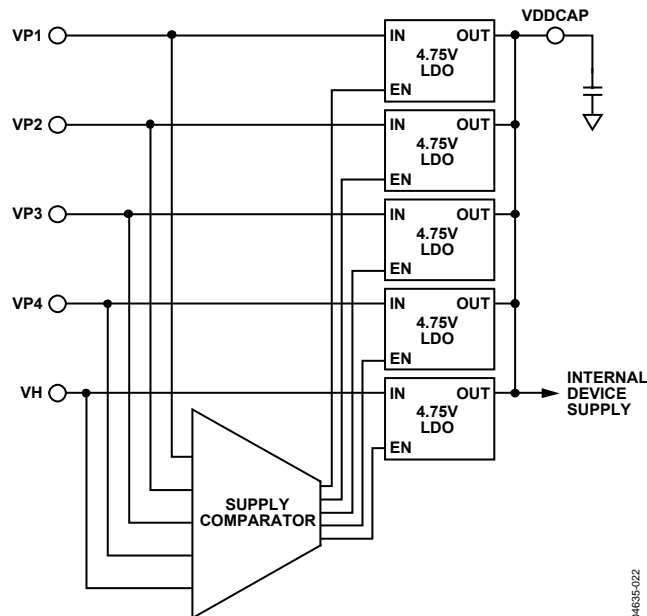 VDDCAP
VP1
IN OUT
4.75V
LDO
EN
VP2
IN OUT
4.75V
LDO
EN
VP3
IN OUT
4.75V
LDO
EN
VP4
IN OUT
4.75V
LDO
EN
VH
IN OUT
4.75V
LDO
EN
INTERNAL
DEVICE
SUPPLY
SUPPLY
COMPARATOR
04635-022